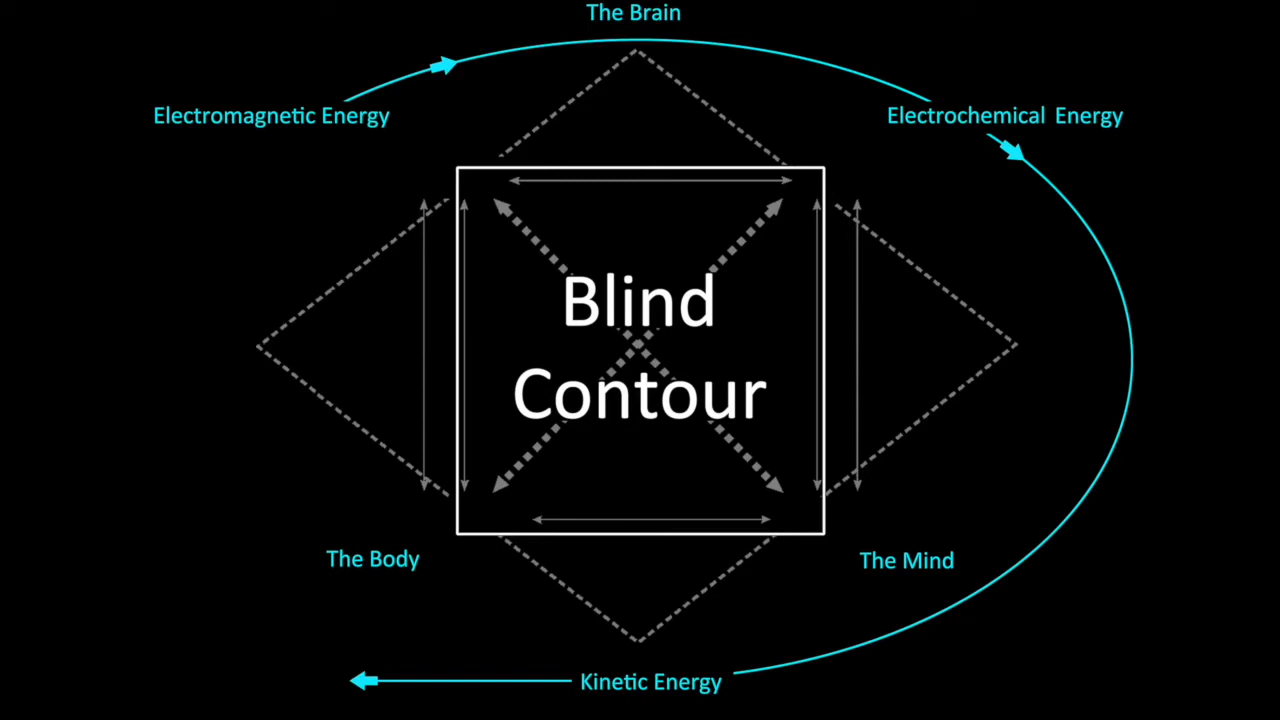 The Brain
Electromagnetic Energy
Electrochemical Energy
Blind
Contour
The Body
The Mind
Kinetic Energy